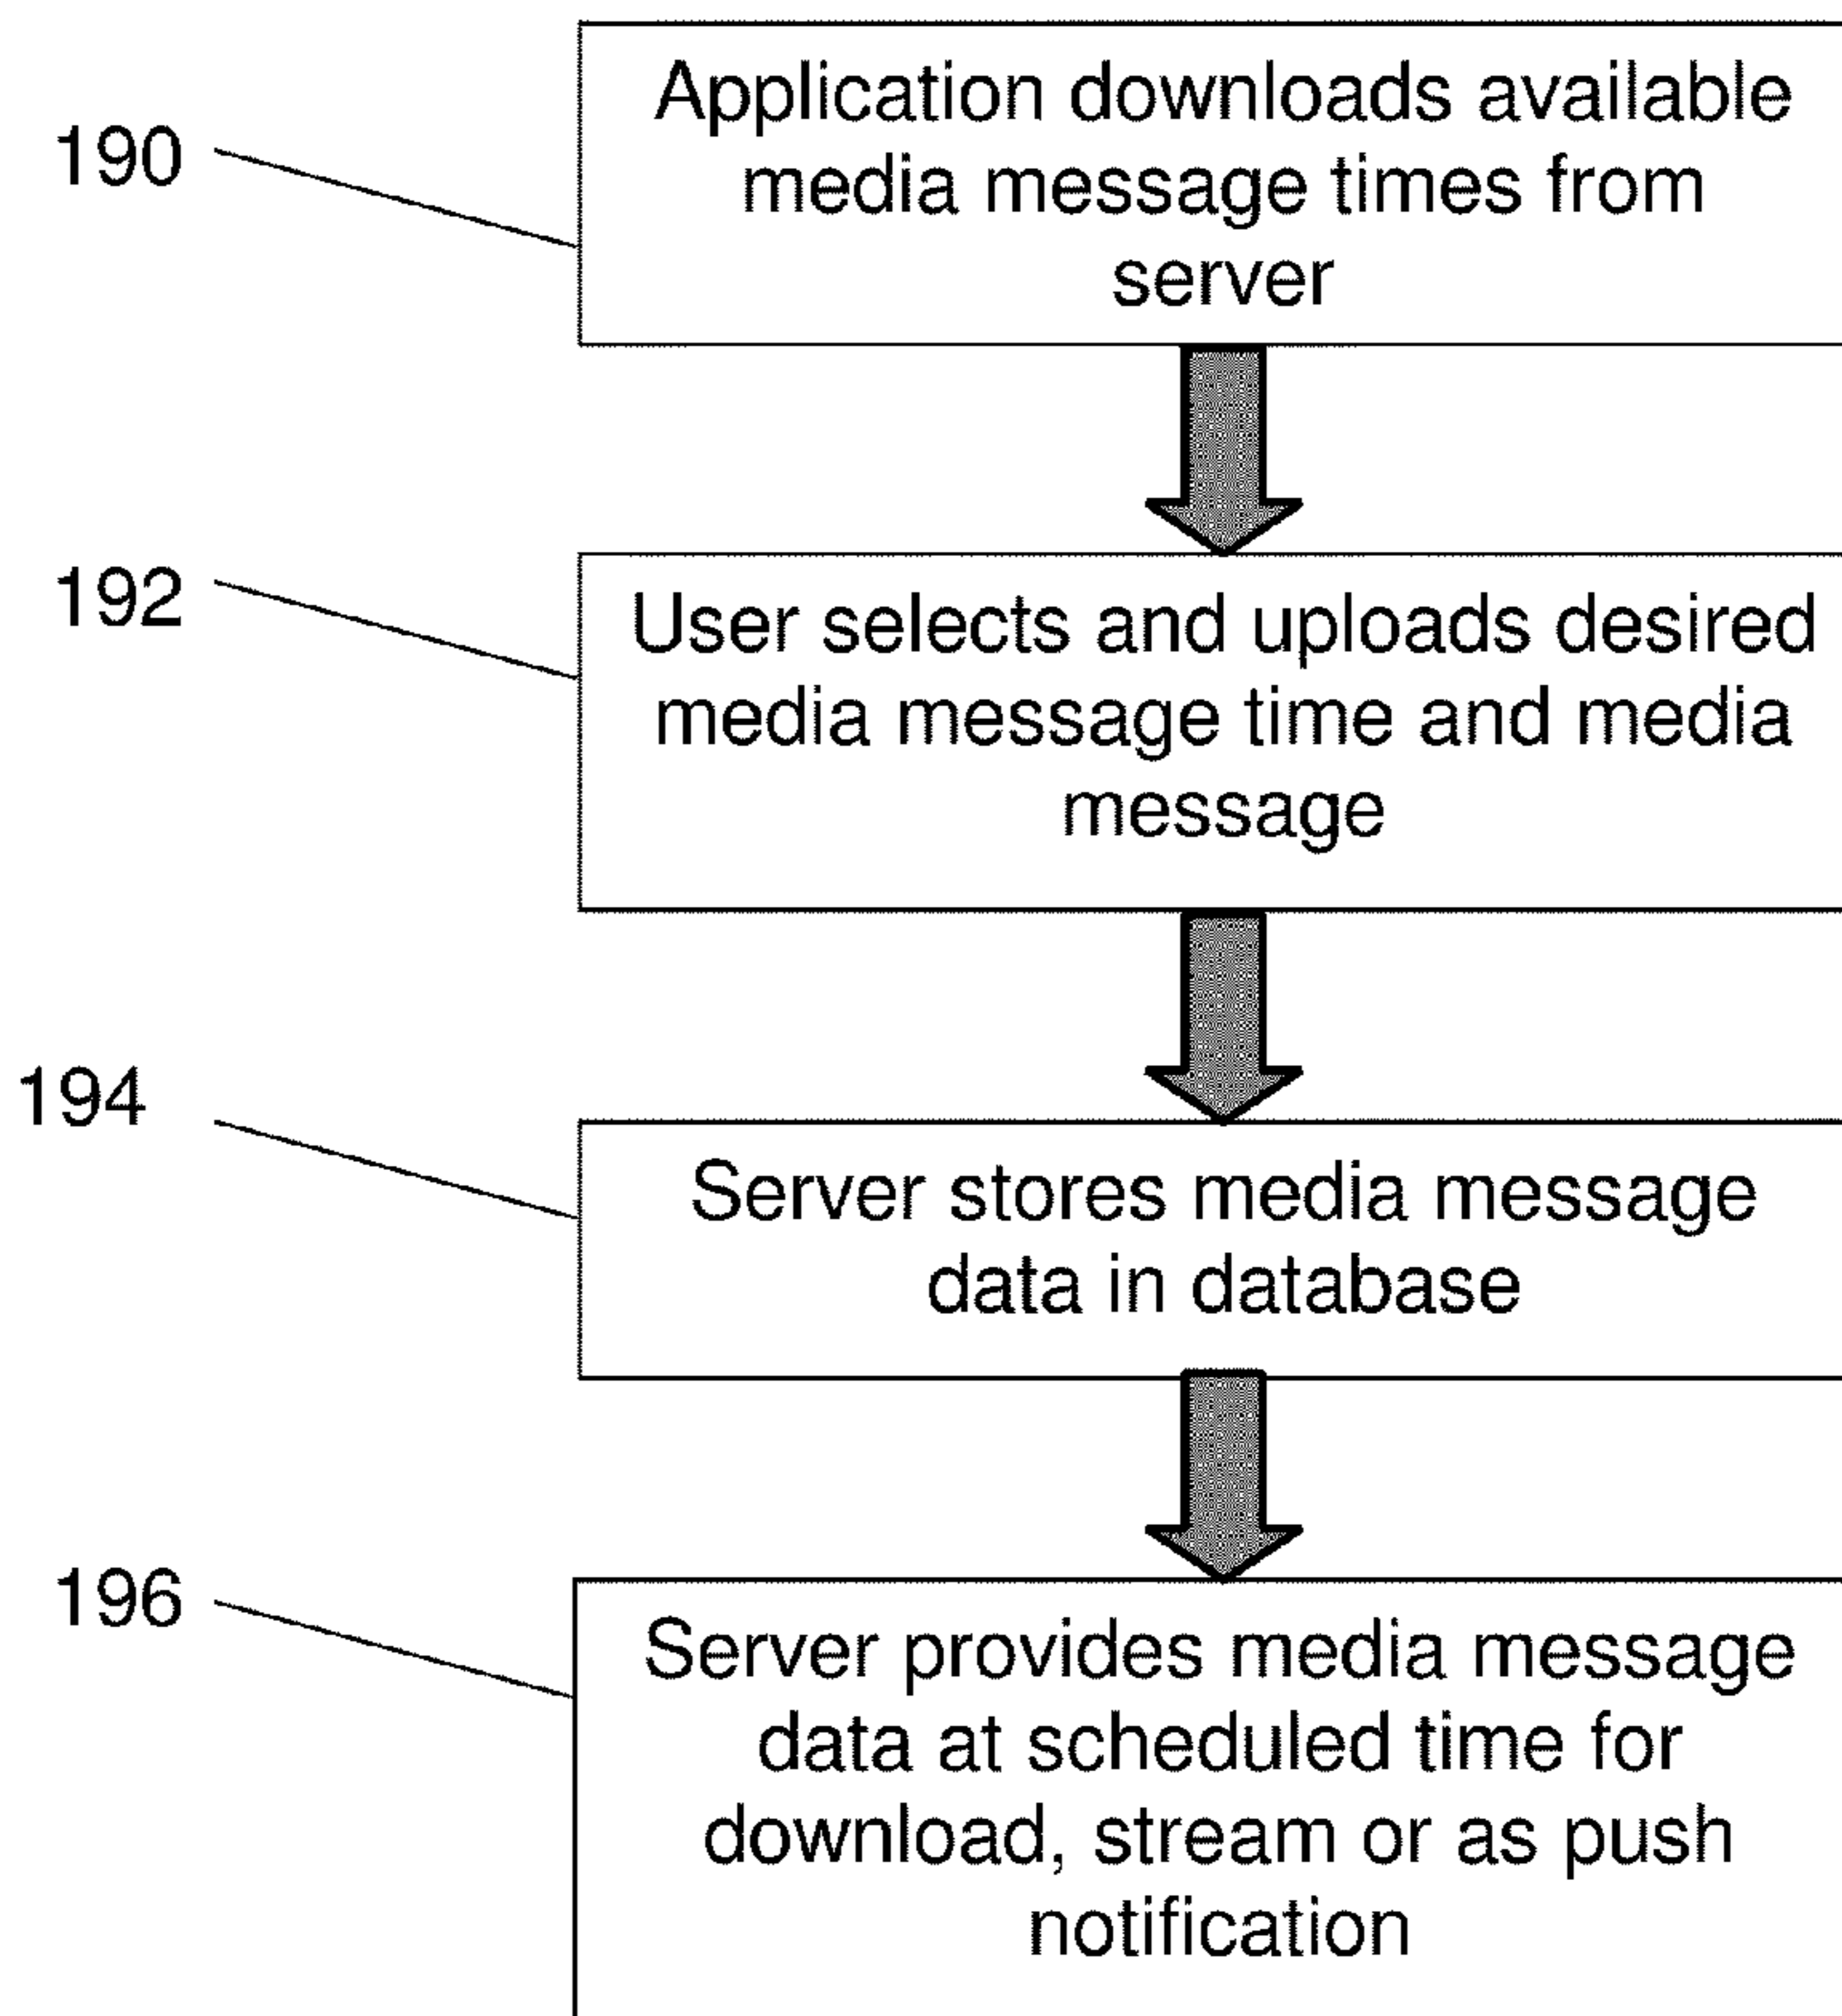 190
Application downloads available
media message times from
server
192
User selects and uploads desired
media message time and media
message
194
Server stores media message
data in database
196
Server provides media message
data at scheduled time for
download, stream or as push
notification